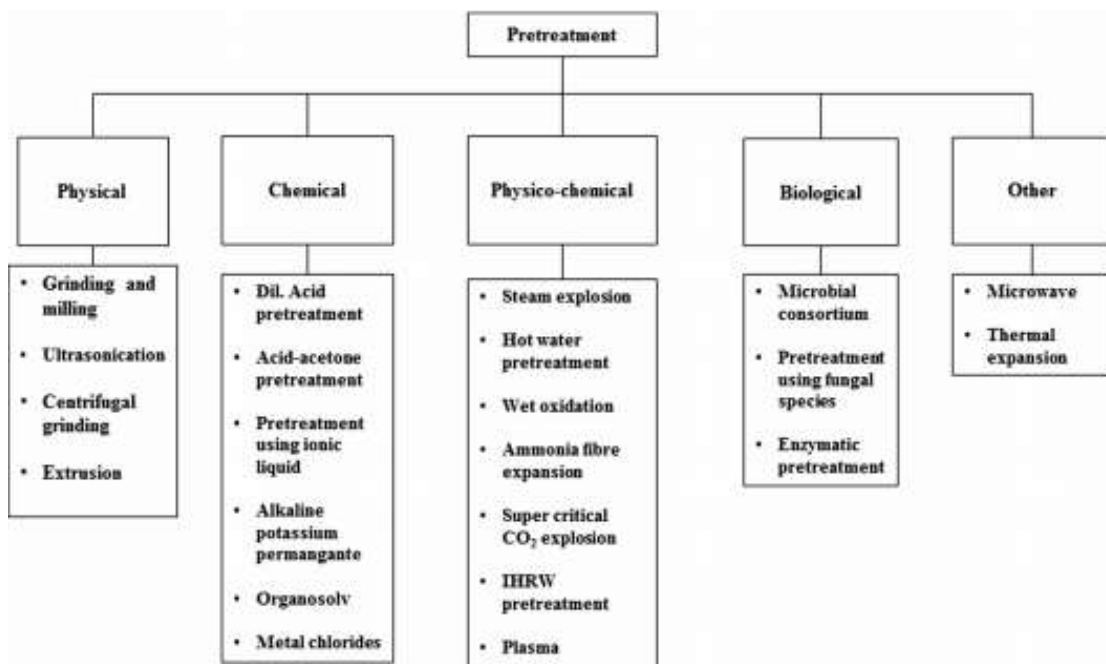 Pretreatment
Physical
Chemical
Physico-chemical
Biological
Other
• Grinding and
milling
• Ultrasonication
• Centrifugal
grinding
• Extrusion
• Dil. Acid
pretreatment
• Acid-acetone
pretreatment
• Pretreatment
using ionic
liquid
• Alkaline
potassium
permangante
• Organosolv
• Metal chlorides
• Steam explosion
• Hot water
pretreatment
• Wet oxidation
• Ammonia fibre
expansion
• Super critical
CO₂ explosion
• IHRW
pretreatment
• Plasma
• Microbial
consortium
• Pretreatment
using fungal
species
• Enzymatic
pretreatment
• Microwave
• Thermal
expansion